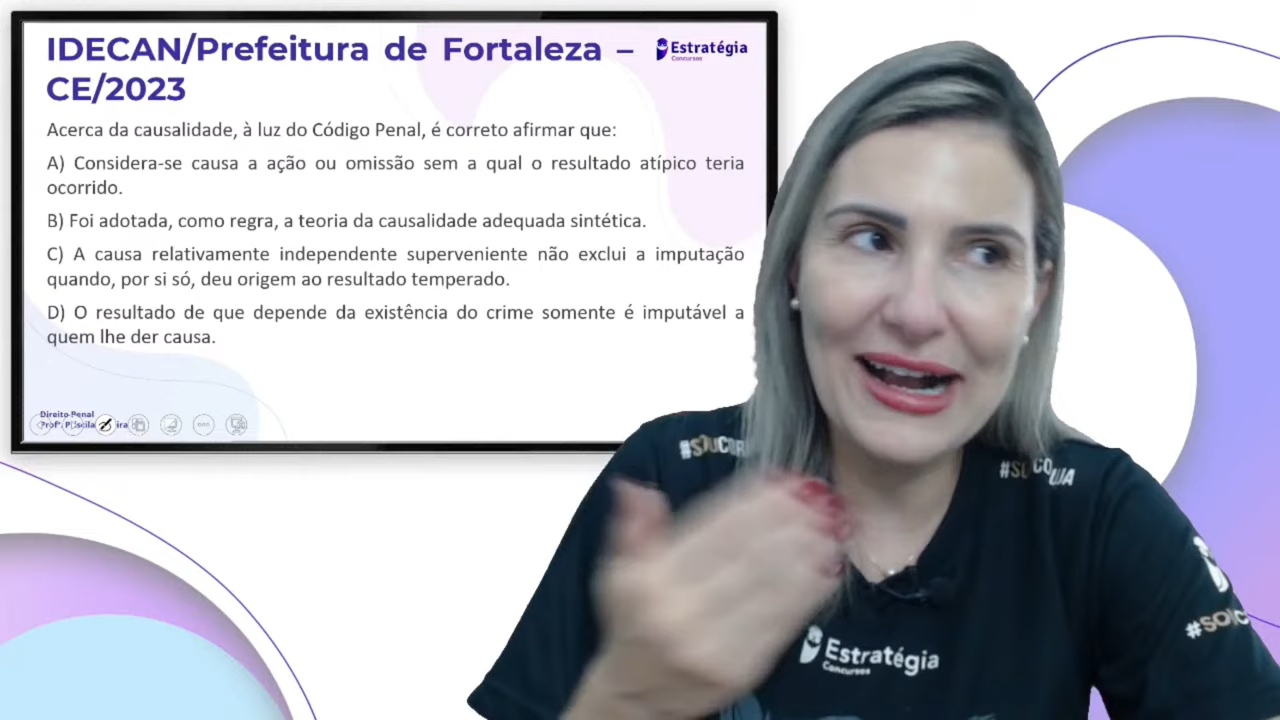 IDECAN/Prefeitura de Fortaleza –
CE/2023
Estratégia
Concursos
Acerca da causalidade, à luz do Código Penal, é correto afirmar que:
A) Considera-se causa a ação ou omissão sem a qual o resultado atípico teria
ocorrido.
B) Foi adotada, como regra, a teoria da causalidade adequada sintética.
C) A causa relativamente independente superveniente não exclui a imputação
quando, por si só, deu origem ao resultado temperado.
D) O resultado de que depende da existência do crime somente é imputável a
quem lhe der causa.
Direito Penal
Estratégia
Concursos